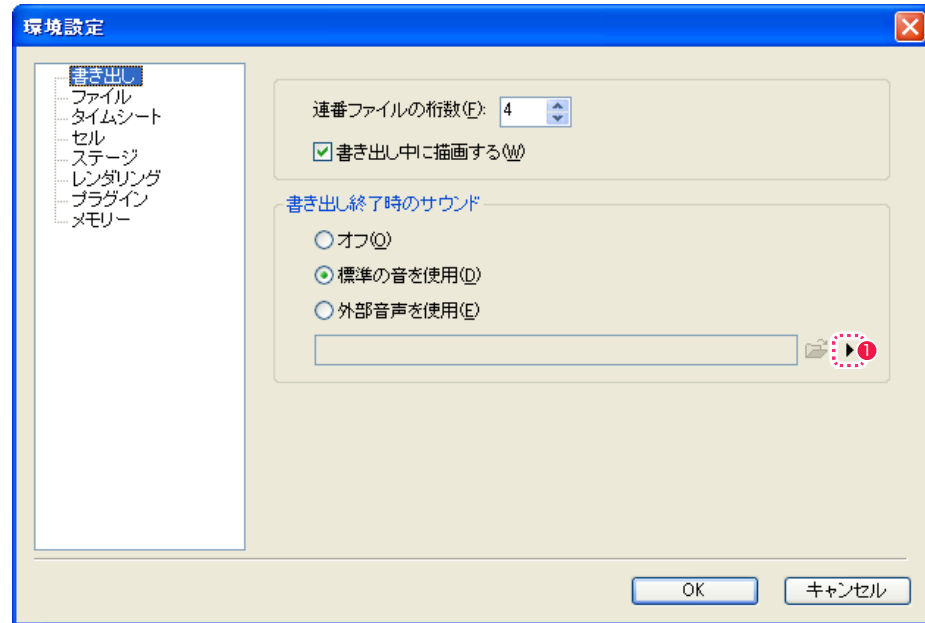 環境設定
書き出し
ファイル
タイムシート
セル
ステージ
レンダリング
プラグイン
メモリー
連番ファイルの桁数(F): 4
書き出し中に描画する(W)
書き出し終了時のサウンド
オフ(O)
標準の音を使用(D)
外部音声を使用(E)
1
OK
キャンセル